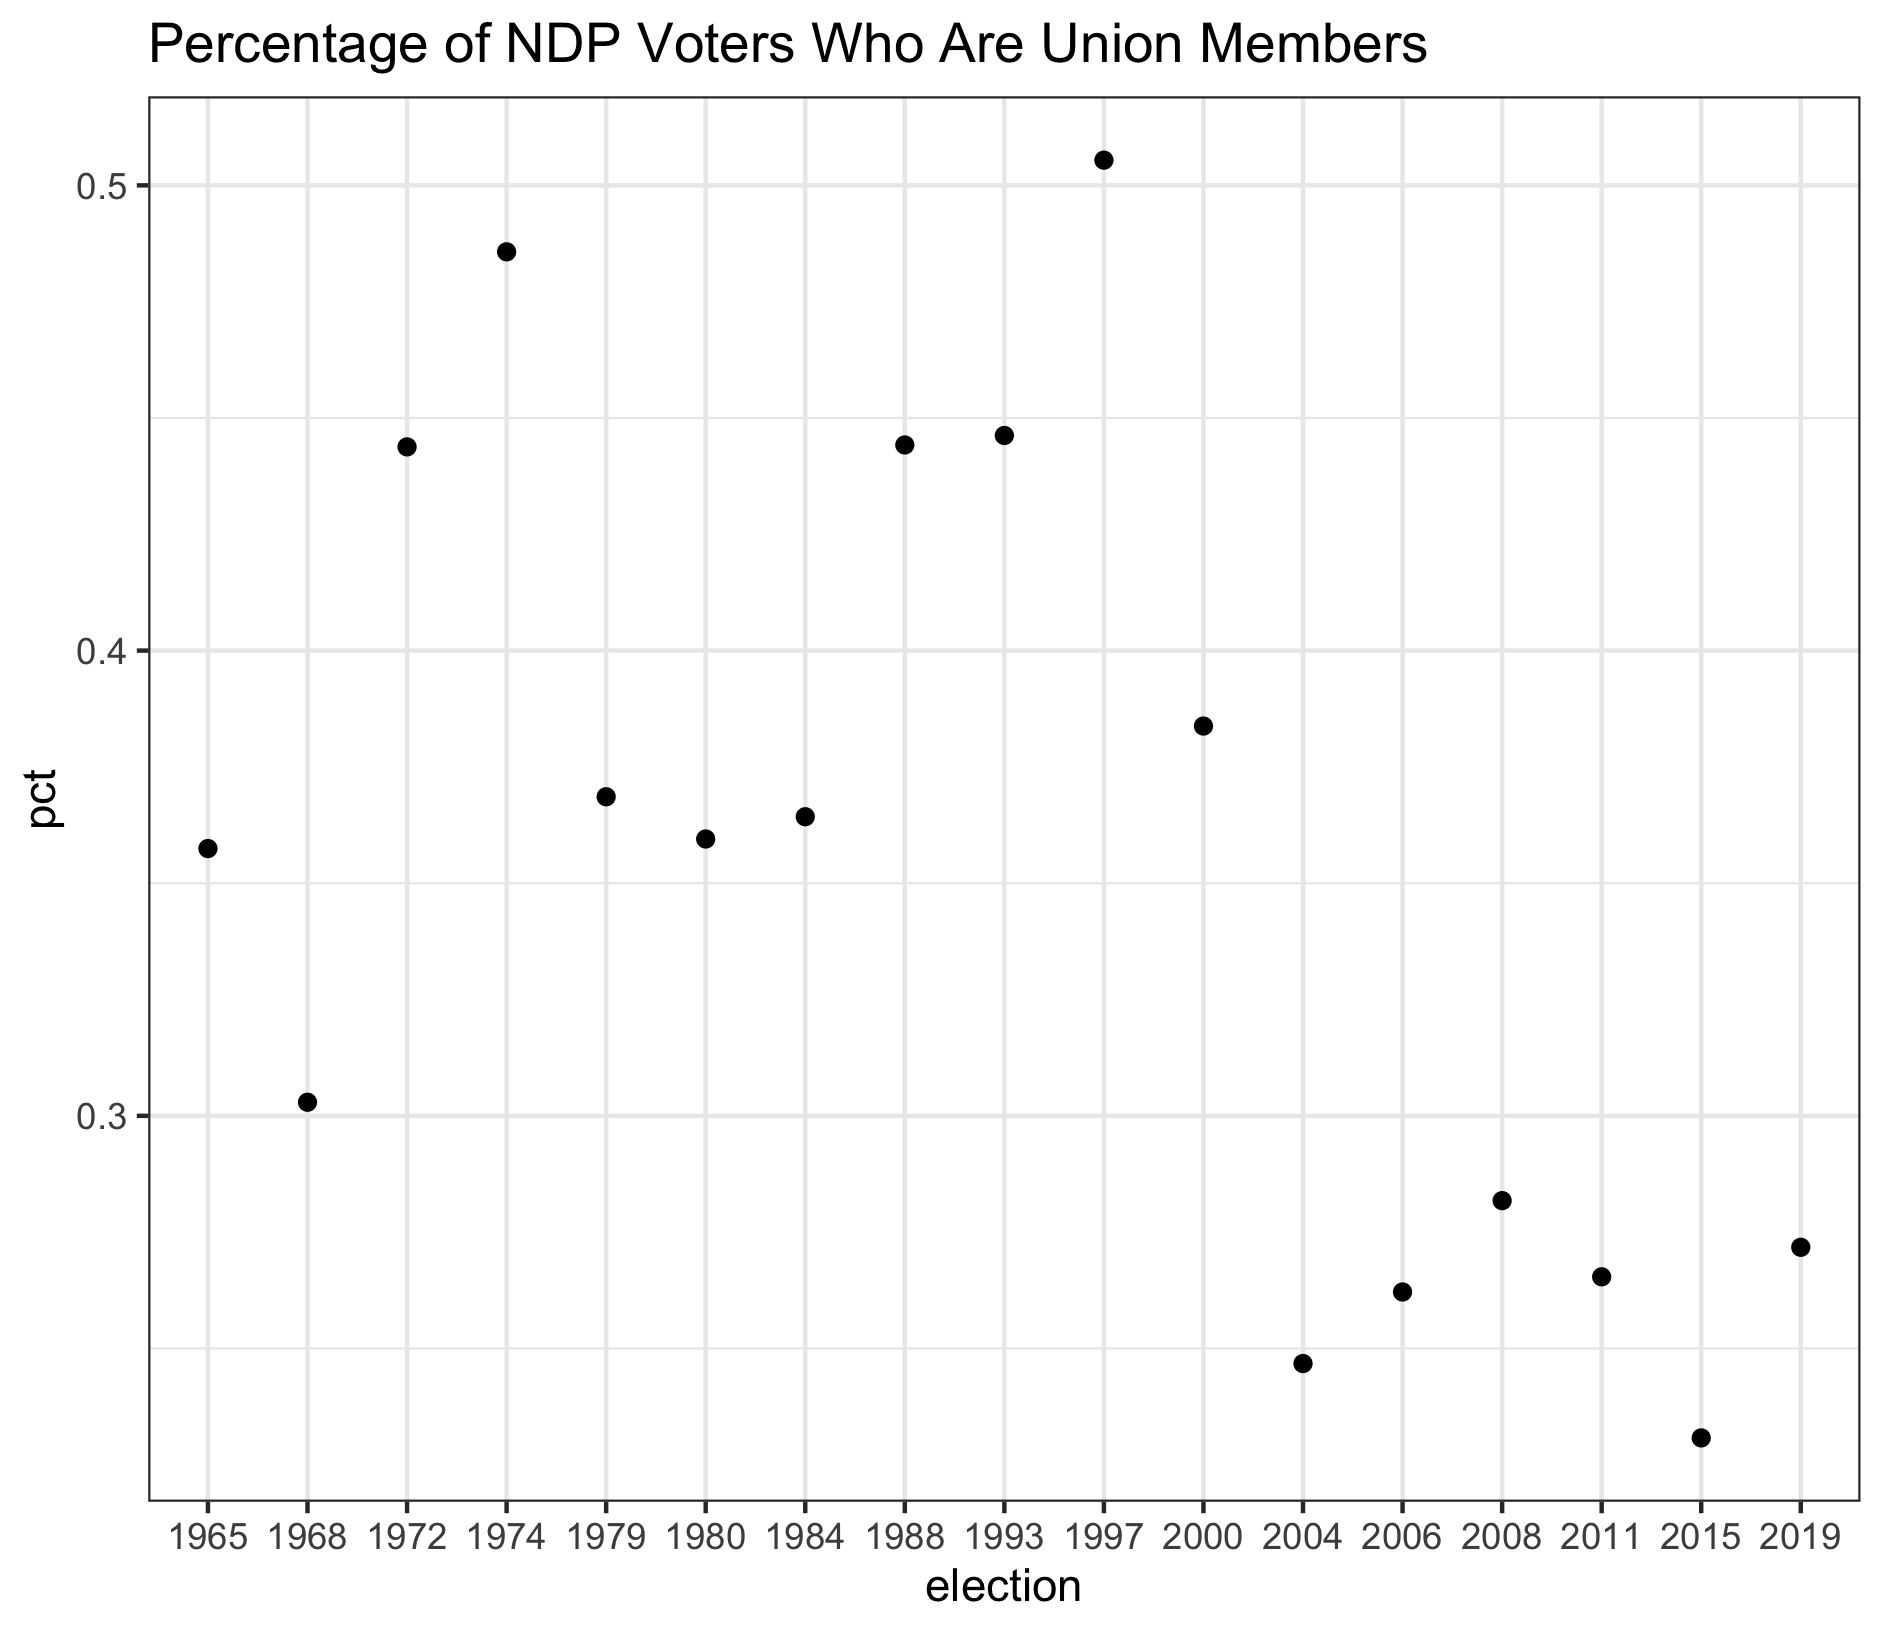 Percentage of NDP Voters Who Are Union Members
0.5
0.4
0.3
pct
1965 1968 1972 1974 1979 1980 1984 1988 1993 1997 2000 2004 2006 2008 2011 2015 2019
election